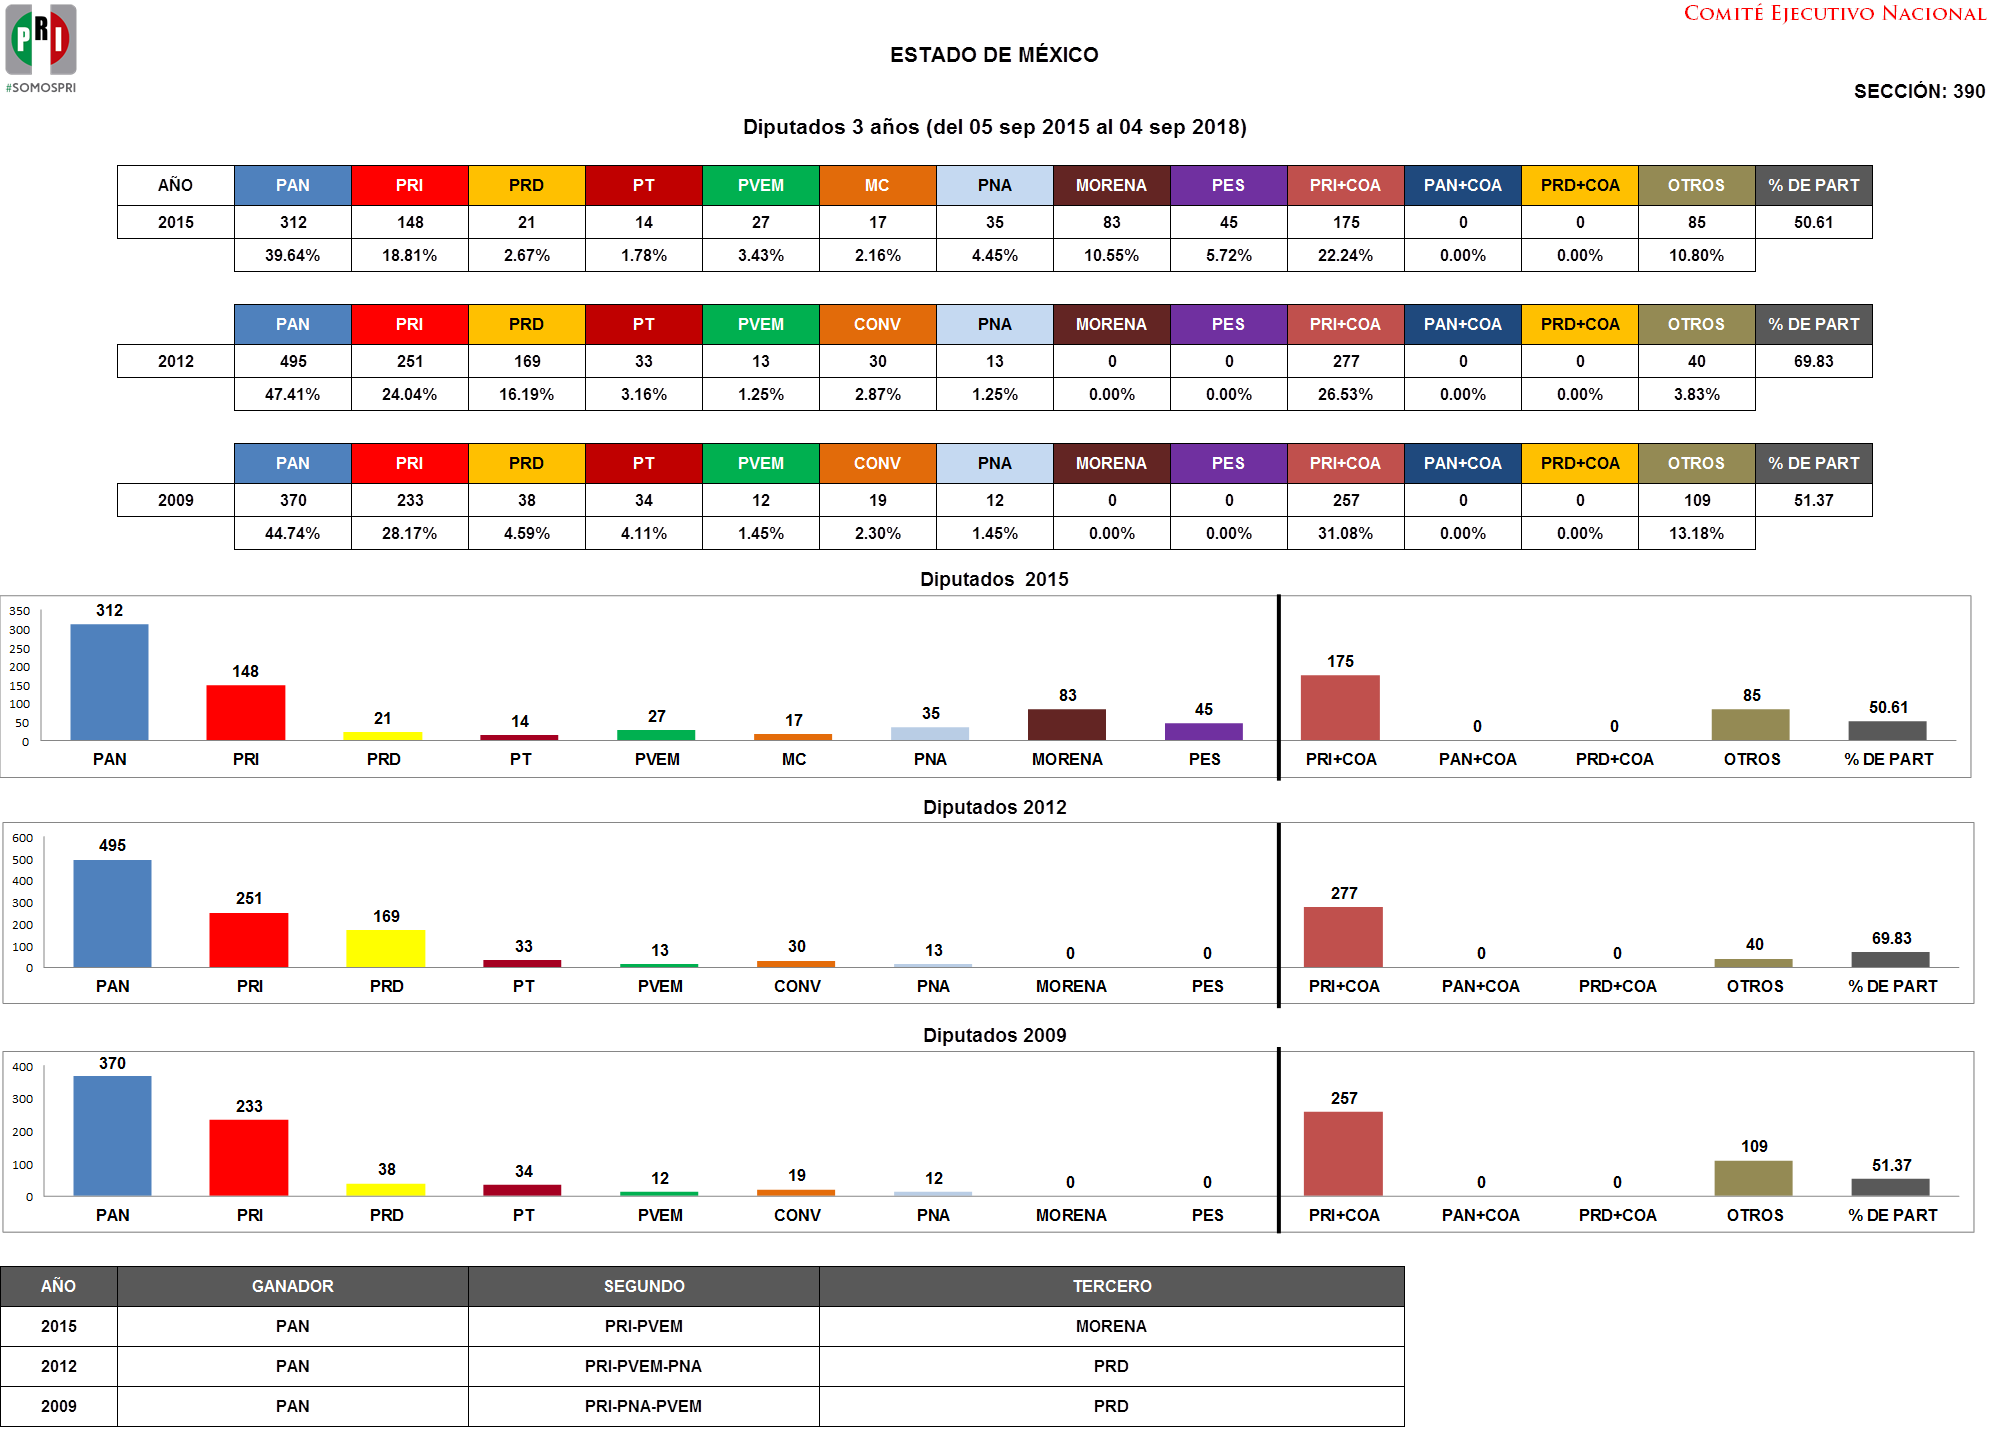 PRI
#SOMOSPRI
COMITÉ EJECUTIVO NACIONAL
ESTADO DE MÉXICO
SECCIÓN: 390
Diputados 3 años (del 05 sep 2015 al 04 sep 2018)
AÑO PAN PRI PRD PT PVEM MC PNA MORENA PES PRI+COA PAN+COA PRD+COA OTROS % DE PART
2015 312 148 21 14 27 17 35 83 45 175 0 0 85 50.61
39.64% 18.81% 2.67% 1.78% 3.43% 2.16% 4.45% 10.55% 5.72% 22.24% 0.00% 0.00% 10.80%
PAN PRI PRD PT PVEM CONV PNA MORENA PES PRI+COA PAN+COA PRD+COA OTROS % DE PART
2012 495 251 169 33 13 30 13 0 0 277 0 0 40 69.83
47.41% 24.04% 16.19% 3.16% 1.25% 2.87% 1.25% 0.00% 0.00% 26.53% 0.00% 0.00% 3.83%
PAN PRI PRD PT PVEM CONV PNA MORENA PES PRI+COA PAN+COA PRD+COA OTROS % DE PART
2009 370 233 38 34 12 19 12 0 0 257 0 0 109 51.37
44.74% 28.17% 4.59% 4.11% 1.45% 2.30% 1.45% 0.00% 0.00% 31.08% 0.00% 0.00% 13.18%
Diputados 2015
350
300
250
200
150
100
50
0
312 148 21 14 27 17 35 83 45 175 0 0 85 50.61
PAN PRI PRD PT PVEM MC PNA MORENA PES PRI+COA PAN+COA PRD+COA OTROS % DE PART
Diputados 2012
600
500
400
300
200
100
0
495 251 169 33 13 30 13 0 0 277 0 0 40 69.83
PAN PRI PRD PT PVEM CONV PNA MORENA PES PRI+COA PAN+COA PRD+COA OTROS % DE PART
Diputados 2009
400
300
200
100
0
370 233 38 34 12 19 12 0 0 257 0 0 109 51.37
PAN PRI PRD PT PVEM CONV PNA MORENA PES PRI+COA PAN+COA PRD+COA OTROS % DE PART
AÑO GANADOR SEGUNDO TERCERO
2015 PAN PRI-PVEM MORENA
2012 PAN PRI-PVEM-PNA PRD
2009 PAN PRI-PNA-PVEM PRD